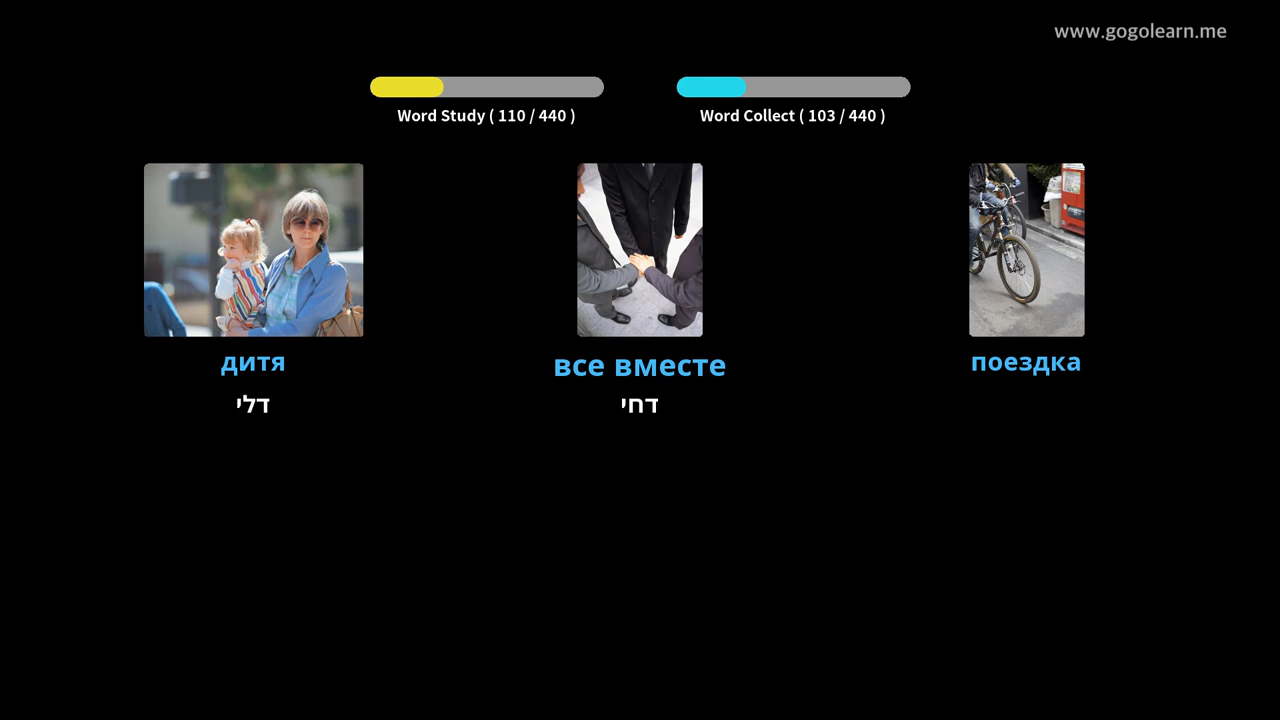 www.gogolearn.me
Word Study ( 110 / 440 )
Word Collect ( 103 / 440 )
дитя
все вместе
поездка
דלי
דחי